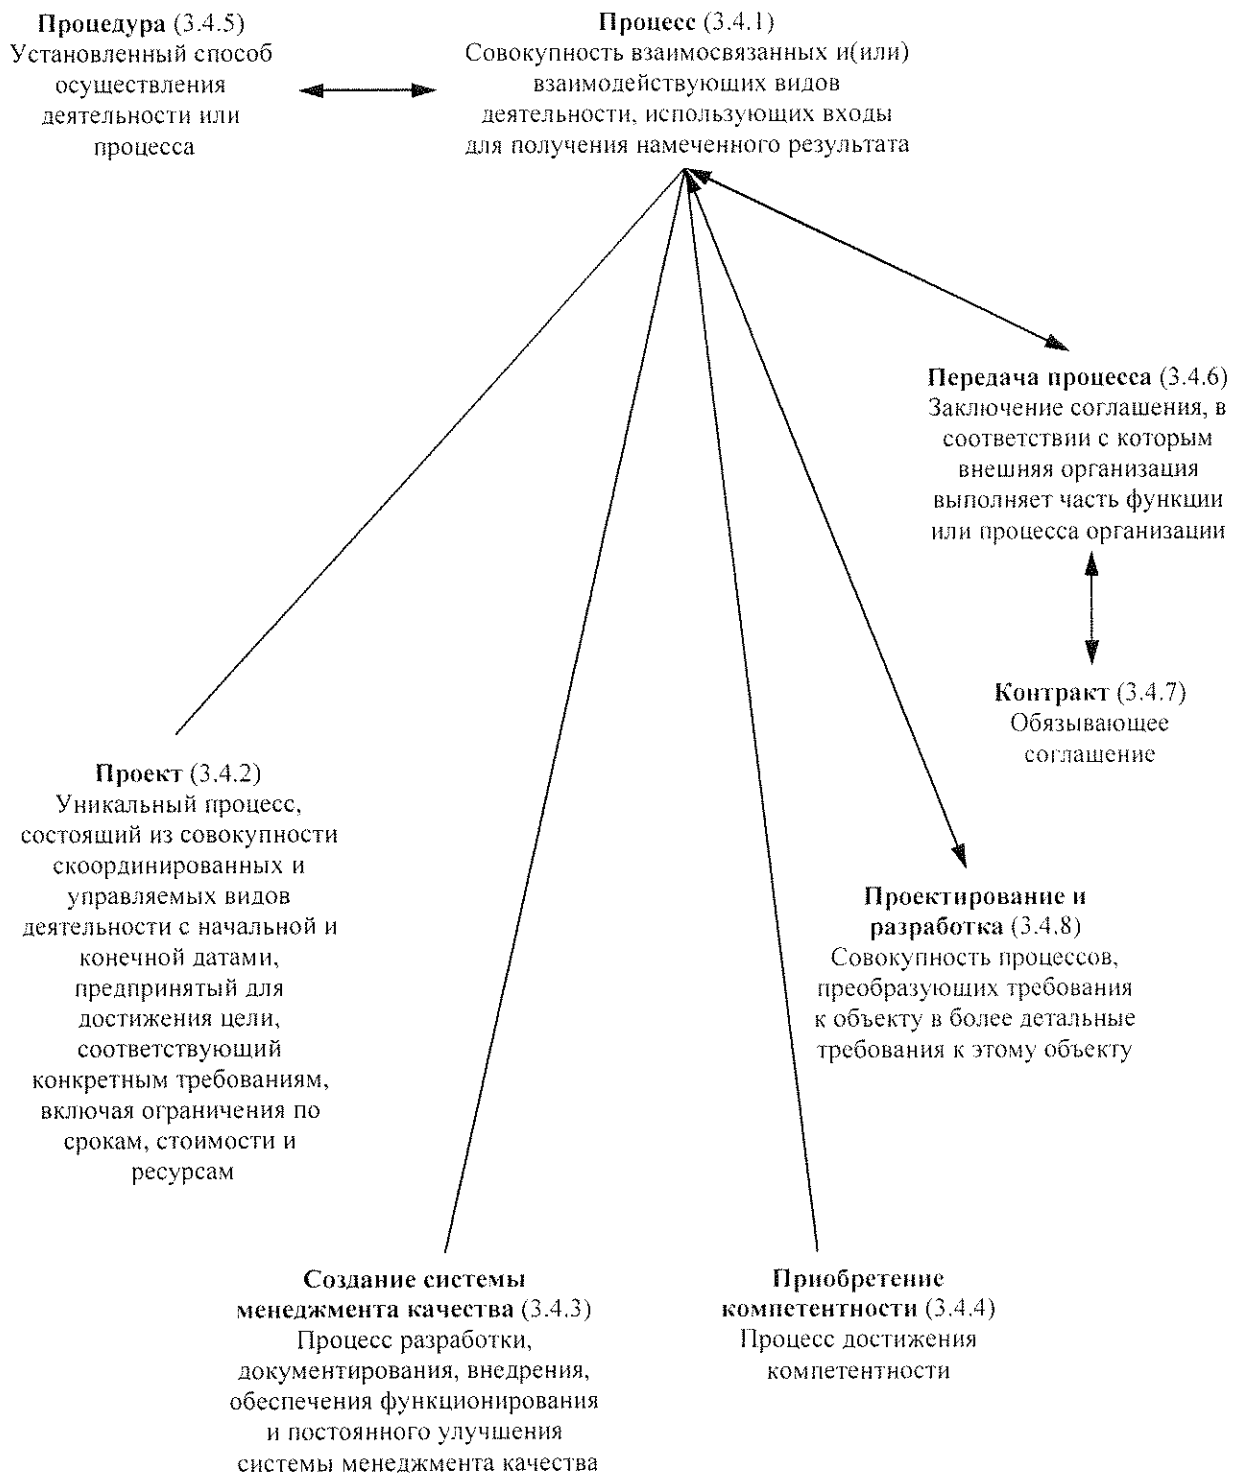 Процедура (3.4.5)
Установленный способ
осуществления
деятельности или
процесса
Процесс (3.4.1)
Совокупность взаимосвязанных и(или)
взаимодействующих видов
деятельности, использующих входы
для получения намеченного результата
Передача процесса (3.4.6)
Заключение соглашения, в
соответствии с которым
внешняя организация
выполняет часть функции
или процесса организации
Контракт (3.4.7)
Обязывающее
соглашение
Проект (3.4.2)
Уникальный процесс,
состоящий из совокупности
скоординированных и
управляемых видов
деятельности с начальной и
конечной датами,
предпринятый для
достижения цели,
соответствующий
конкретным требованиям,
включая ограничения по
срокам, стоимости и
ресурсам
Проектирование и
разработка (3.4.8)
Совокупность процессов,
преобразующих требования
к объекту в более детальные
требования к этому объекту
Создание системы
менеджмента качества (3.4.3)
Процесс разработки,
документирования, внедрения,
обеспечения функционирования
и постоянного улучшения
системы менеджмента качества
Приобретение
компетентности (3.4.4)
Процесс достижения
компетентности